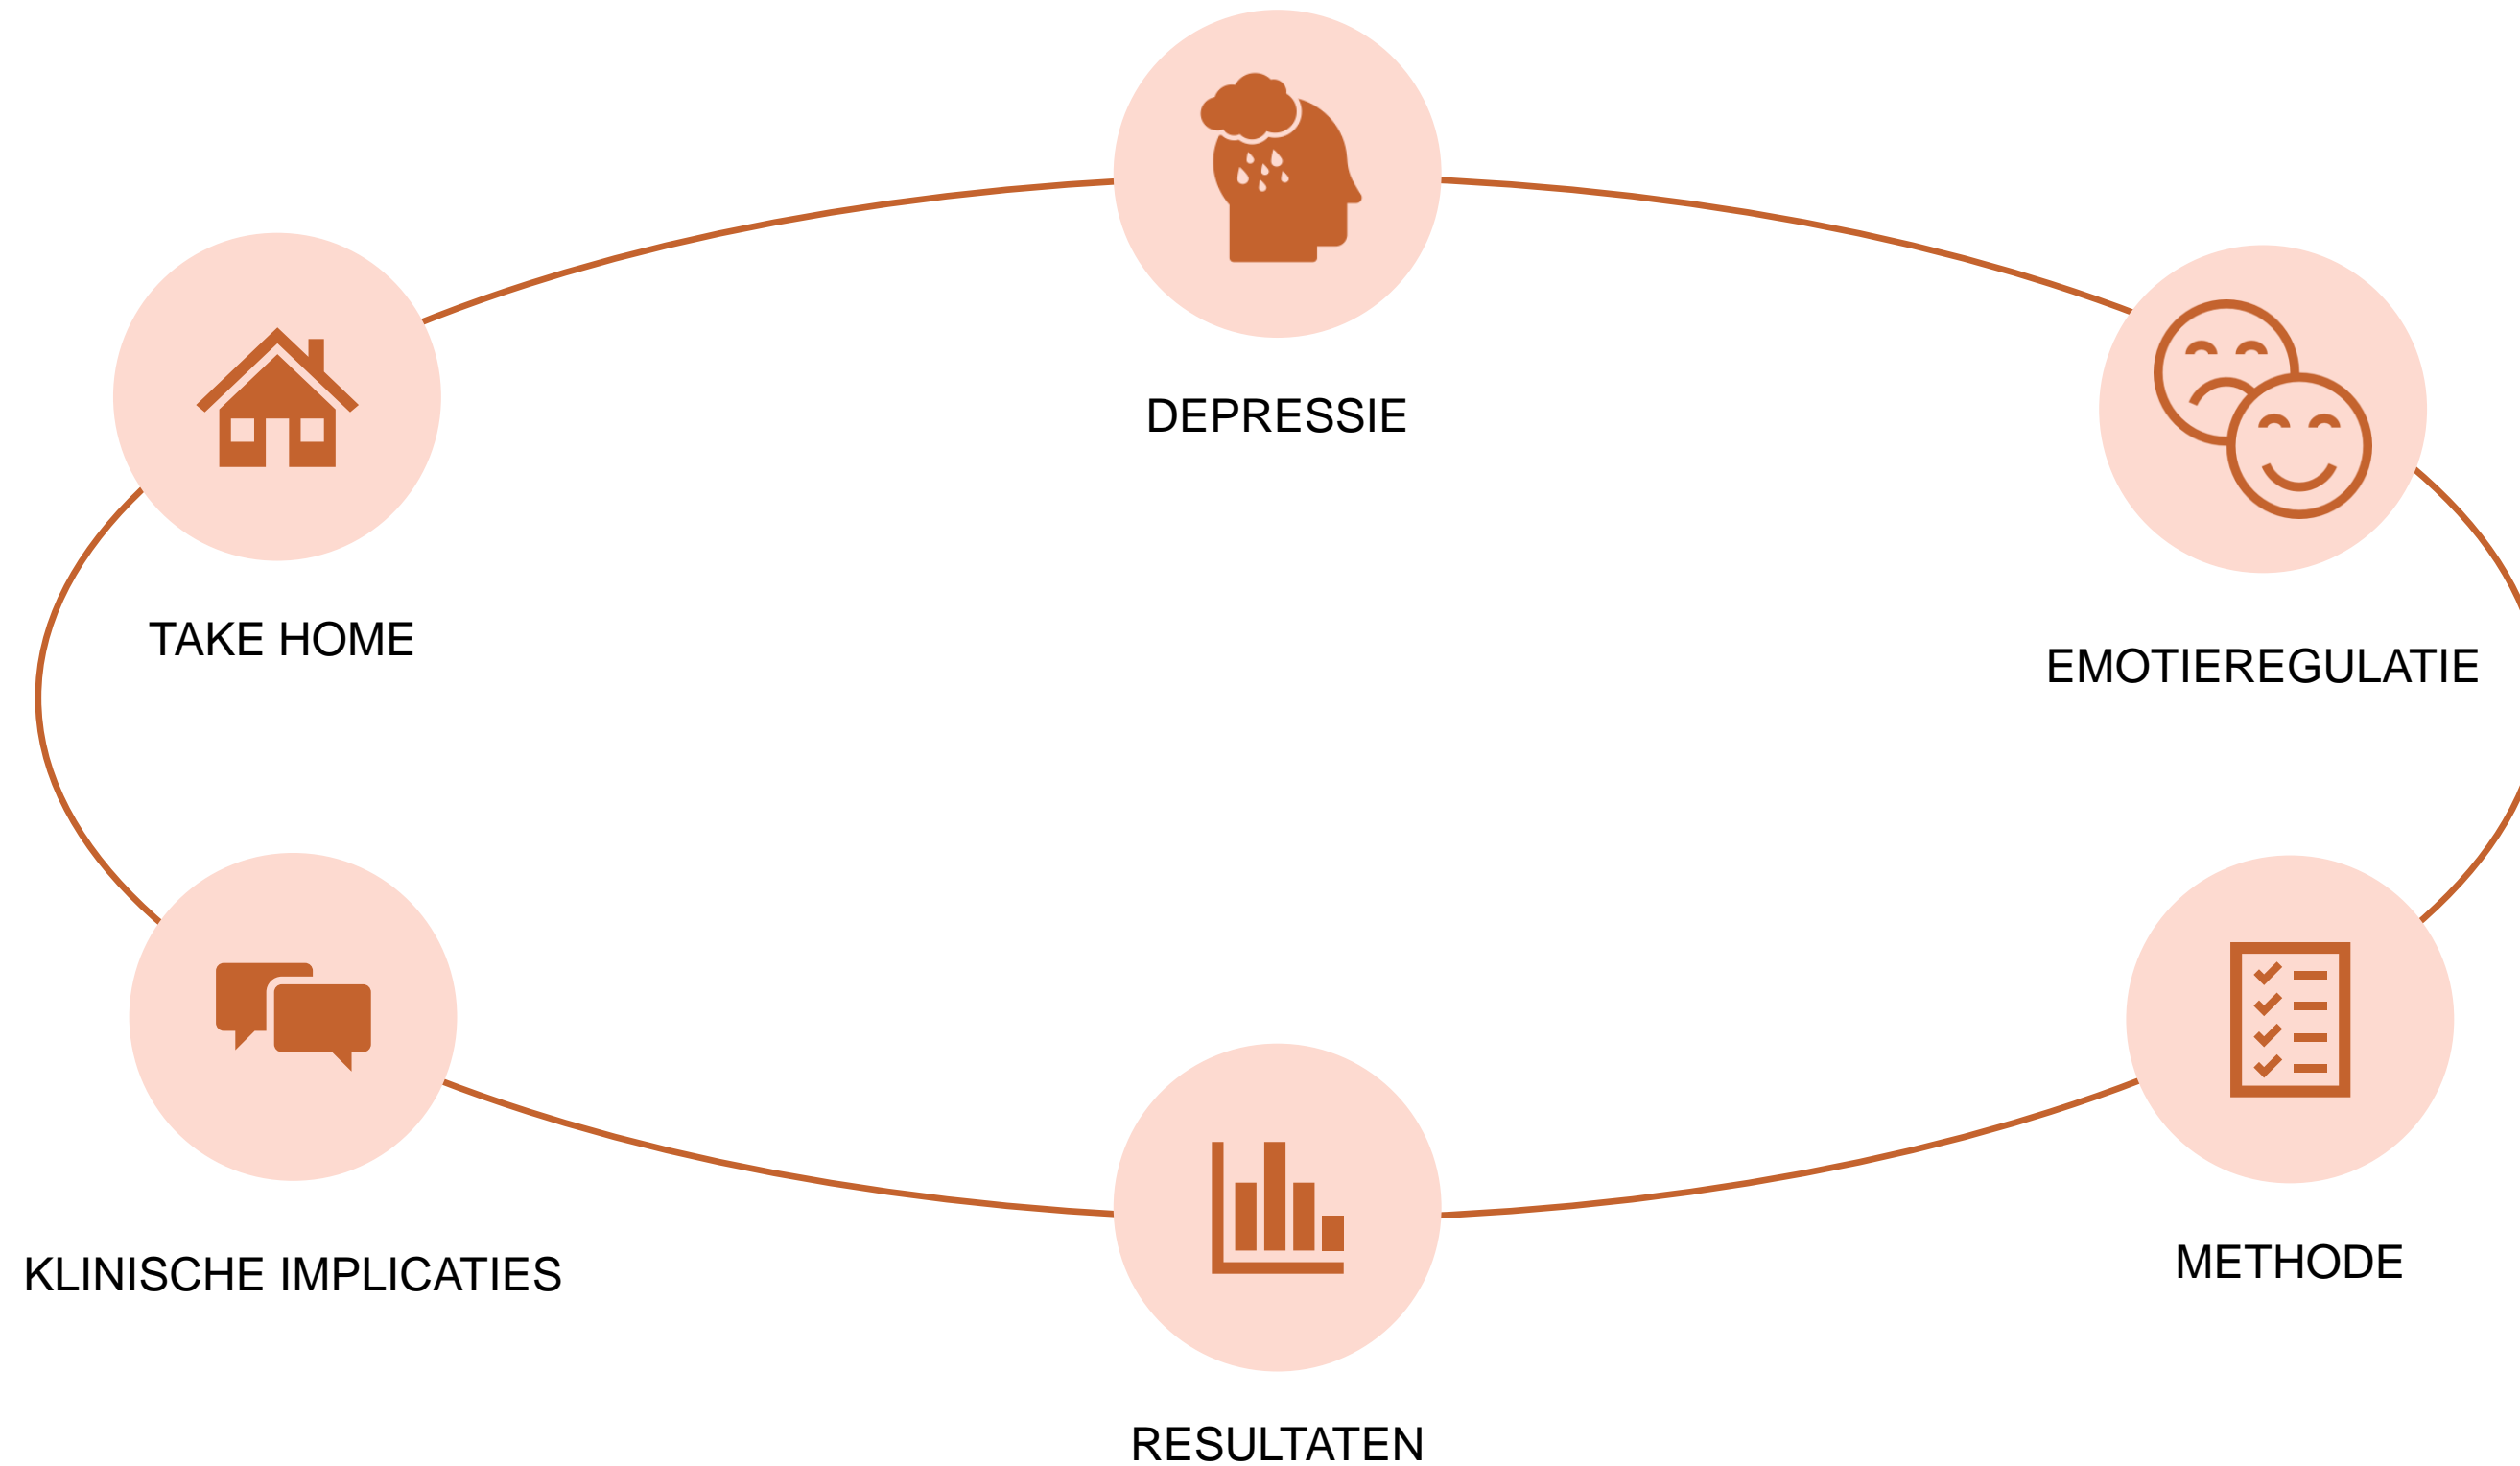 DEPRESSIE
TAKE HOME
EMOTIEREGULATIE
KLINISCHE IMPLICATIES
METHODE
RESULTATEN